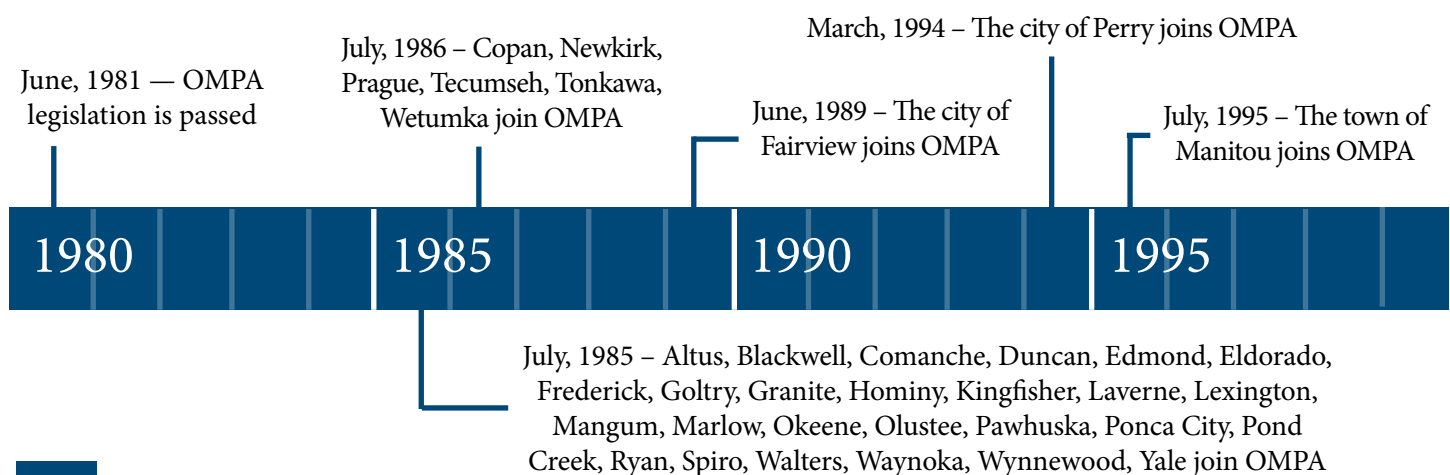 March, 1994 – The city of Perry joins OMPA
July, 1986 – Copan, Newkirk,
Prague, Tecumseh, Tonkawa,
Wetumka join OMPA
June, 1981 — OMPA
legislation is passed
June, 1989 – The city of
Fairview joins OMPA
July, 1995 – The town of
Manitou joins OMPA
1980
1985
1990
1995
July, 1985 – Altus, Blackwell, Comanche, Duncan, Edmond, Eldorado,
Frederick, Goltry, Granite, Hominy, Kingfisher, Laverne, Lexington,
Mangum, Marlow, Okeene, Olustee, Pawhuska, Ponca City, Pond
Creek, Ryan, Spiro, Walters, Waynoka, Wynnewood, Yale join OMPA